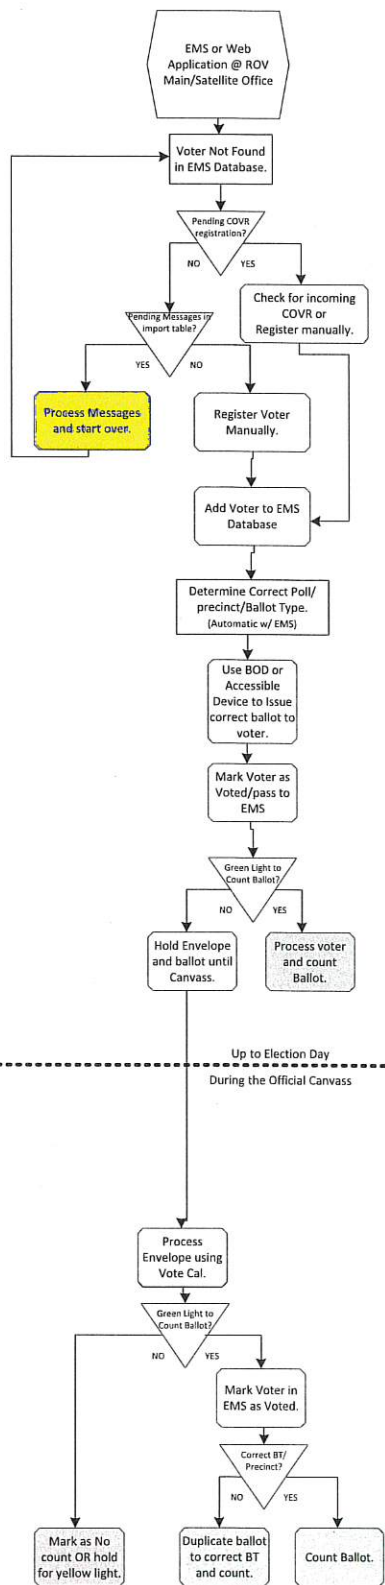 EMS or Web
Application @ ROV
Main/Satellite Office
Voter Not Found
in EMS Database.
Pending COVR
registration?
NO
YES
Check for incoming
COVR or
Register manually.
Pending Messages in
import table?
YES
NO
Process Messages
and start over.
Register Voter
Manually.
Add Voter to EMS
Database
Determine Correct Poll/
precinct/Ballot Type.
(Automatic w/ EMS)
Use BOD or
Accessible
Device to Issue
correct ballot to
voter.
Mark Voter as
Voted/pass to
EMS
Green Light to
Count Ballot?
NO
YES
Hold Envelope
and ballot until
Canvass.
Process voter
and count
Ballot.
Up to Election Day
During the Official Canvass
Process
Envelope using
Vote Cal.
Green Light to
Count Ballot?
NO
YES
Mark Voter in
EMS as Voted.
Correct BT/
Precinct?
NO
YES
Mark as No
count OR hold
for yellow light.
Duplicate ballot
to correct BT
and count.
Count Ballot.